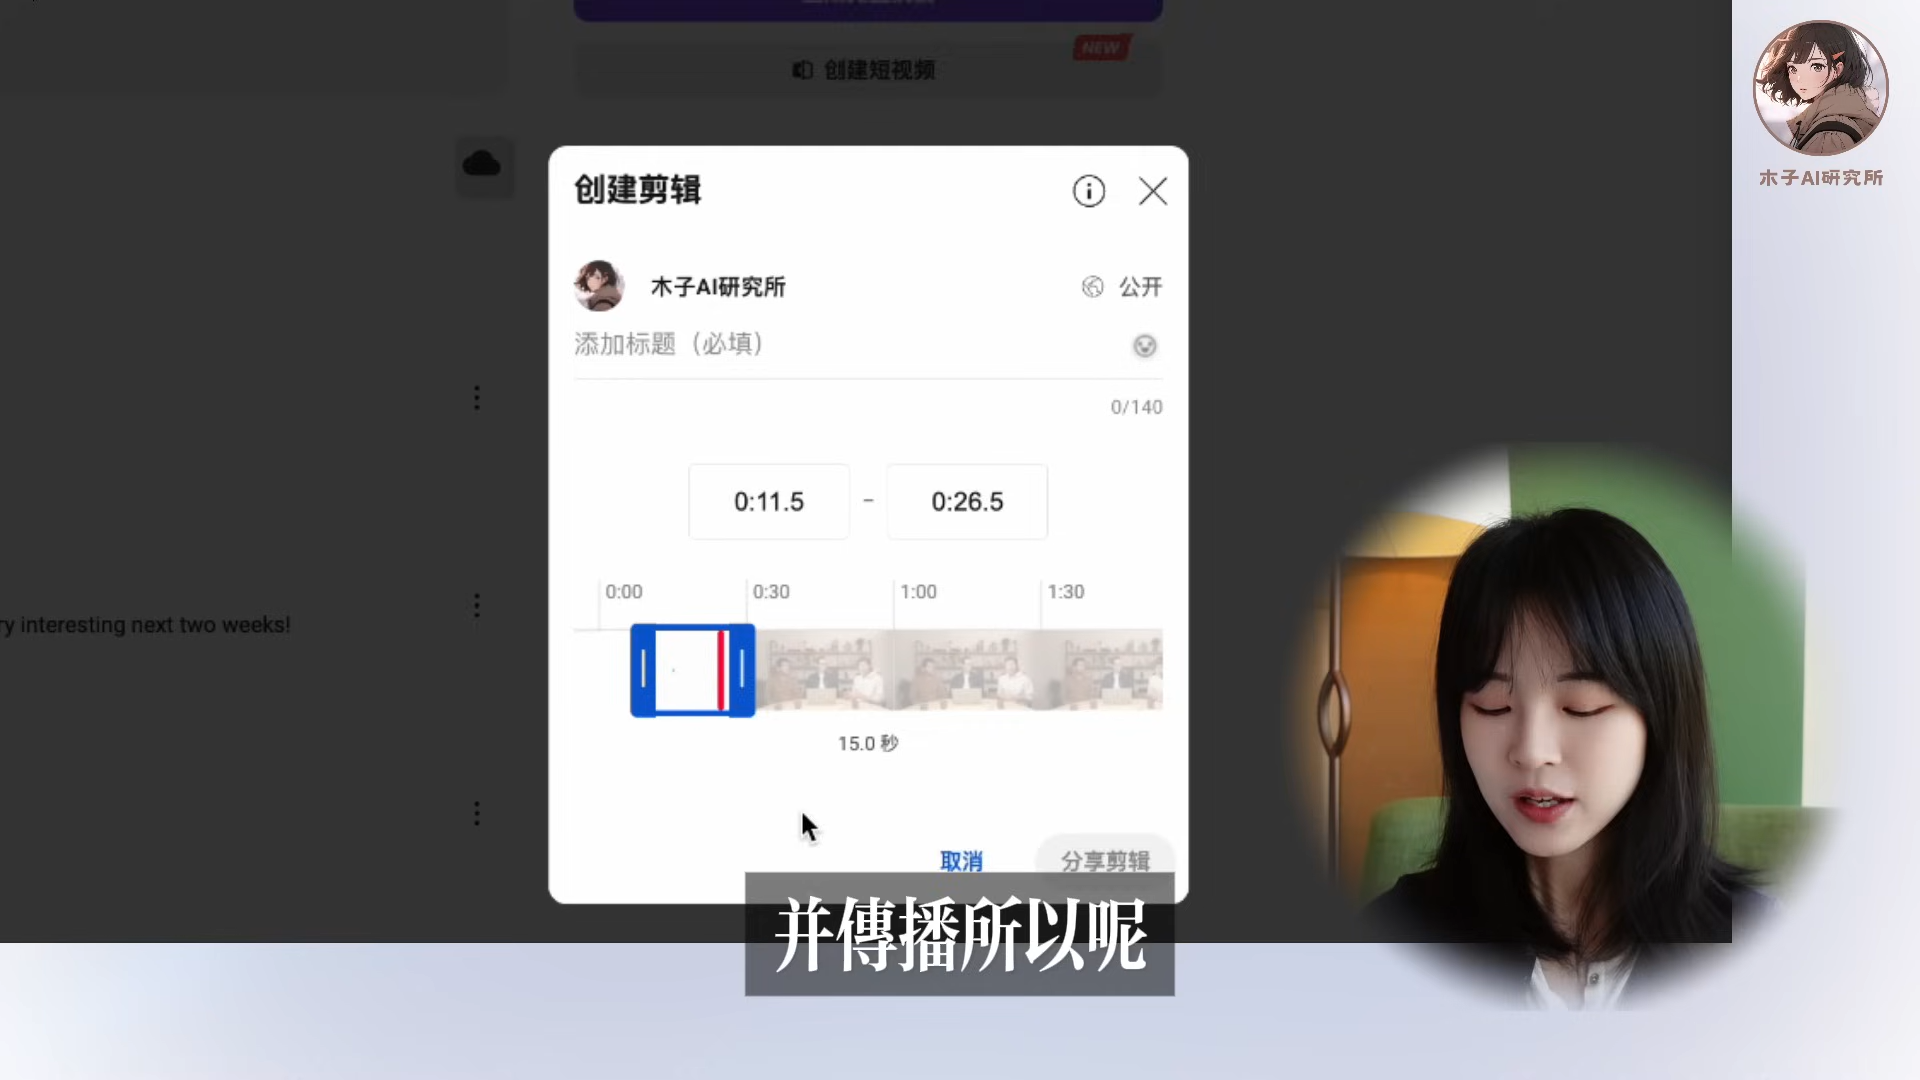 NEW
创建短视频
木子AI研究所
创建剪辑
木子AI研究所
公开
添加标题（必填）
0/140
0:11.5 - 0:26.5
0:00 0:30 1:00 1:30
ry interesting next two weeks!
15.0 秒
取消 分享剪辑
并傳播所以呢